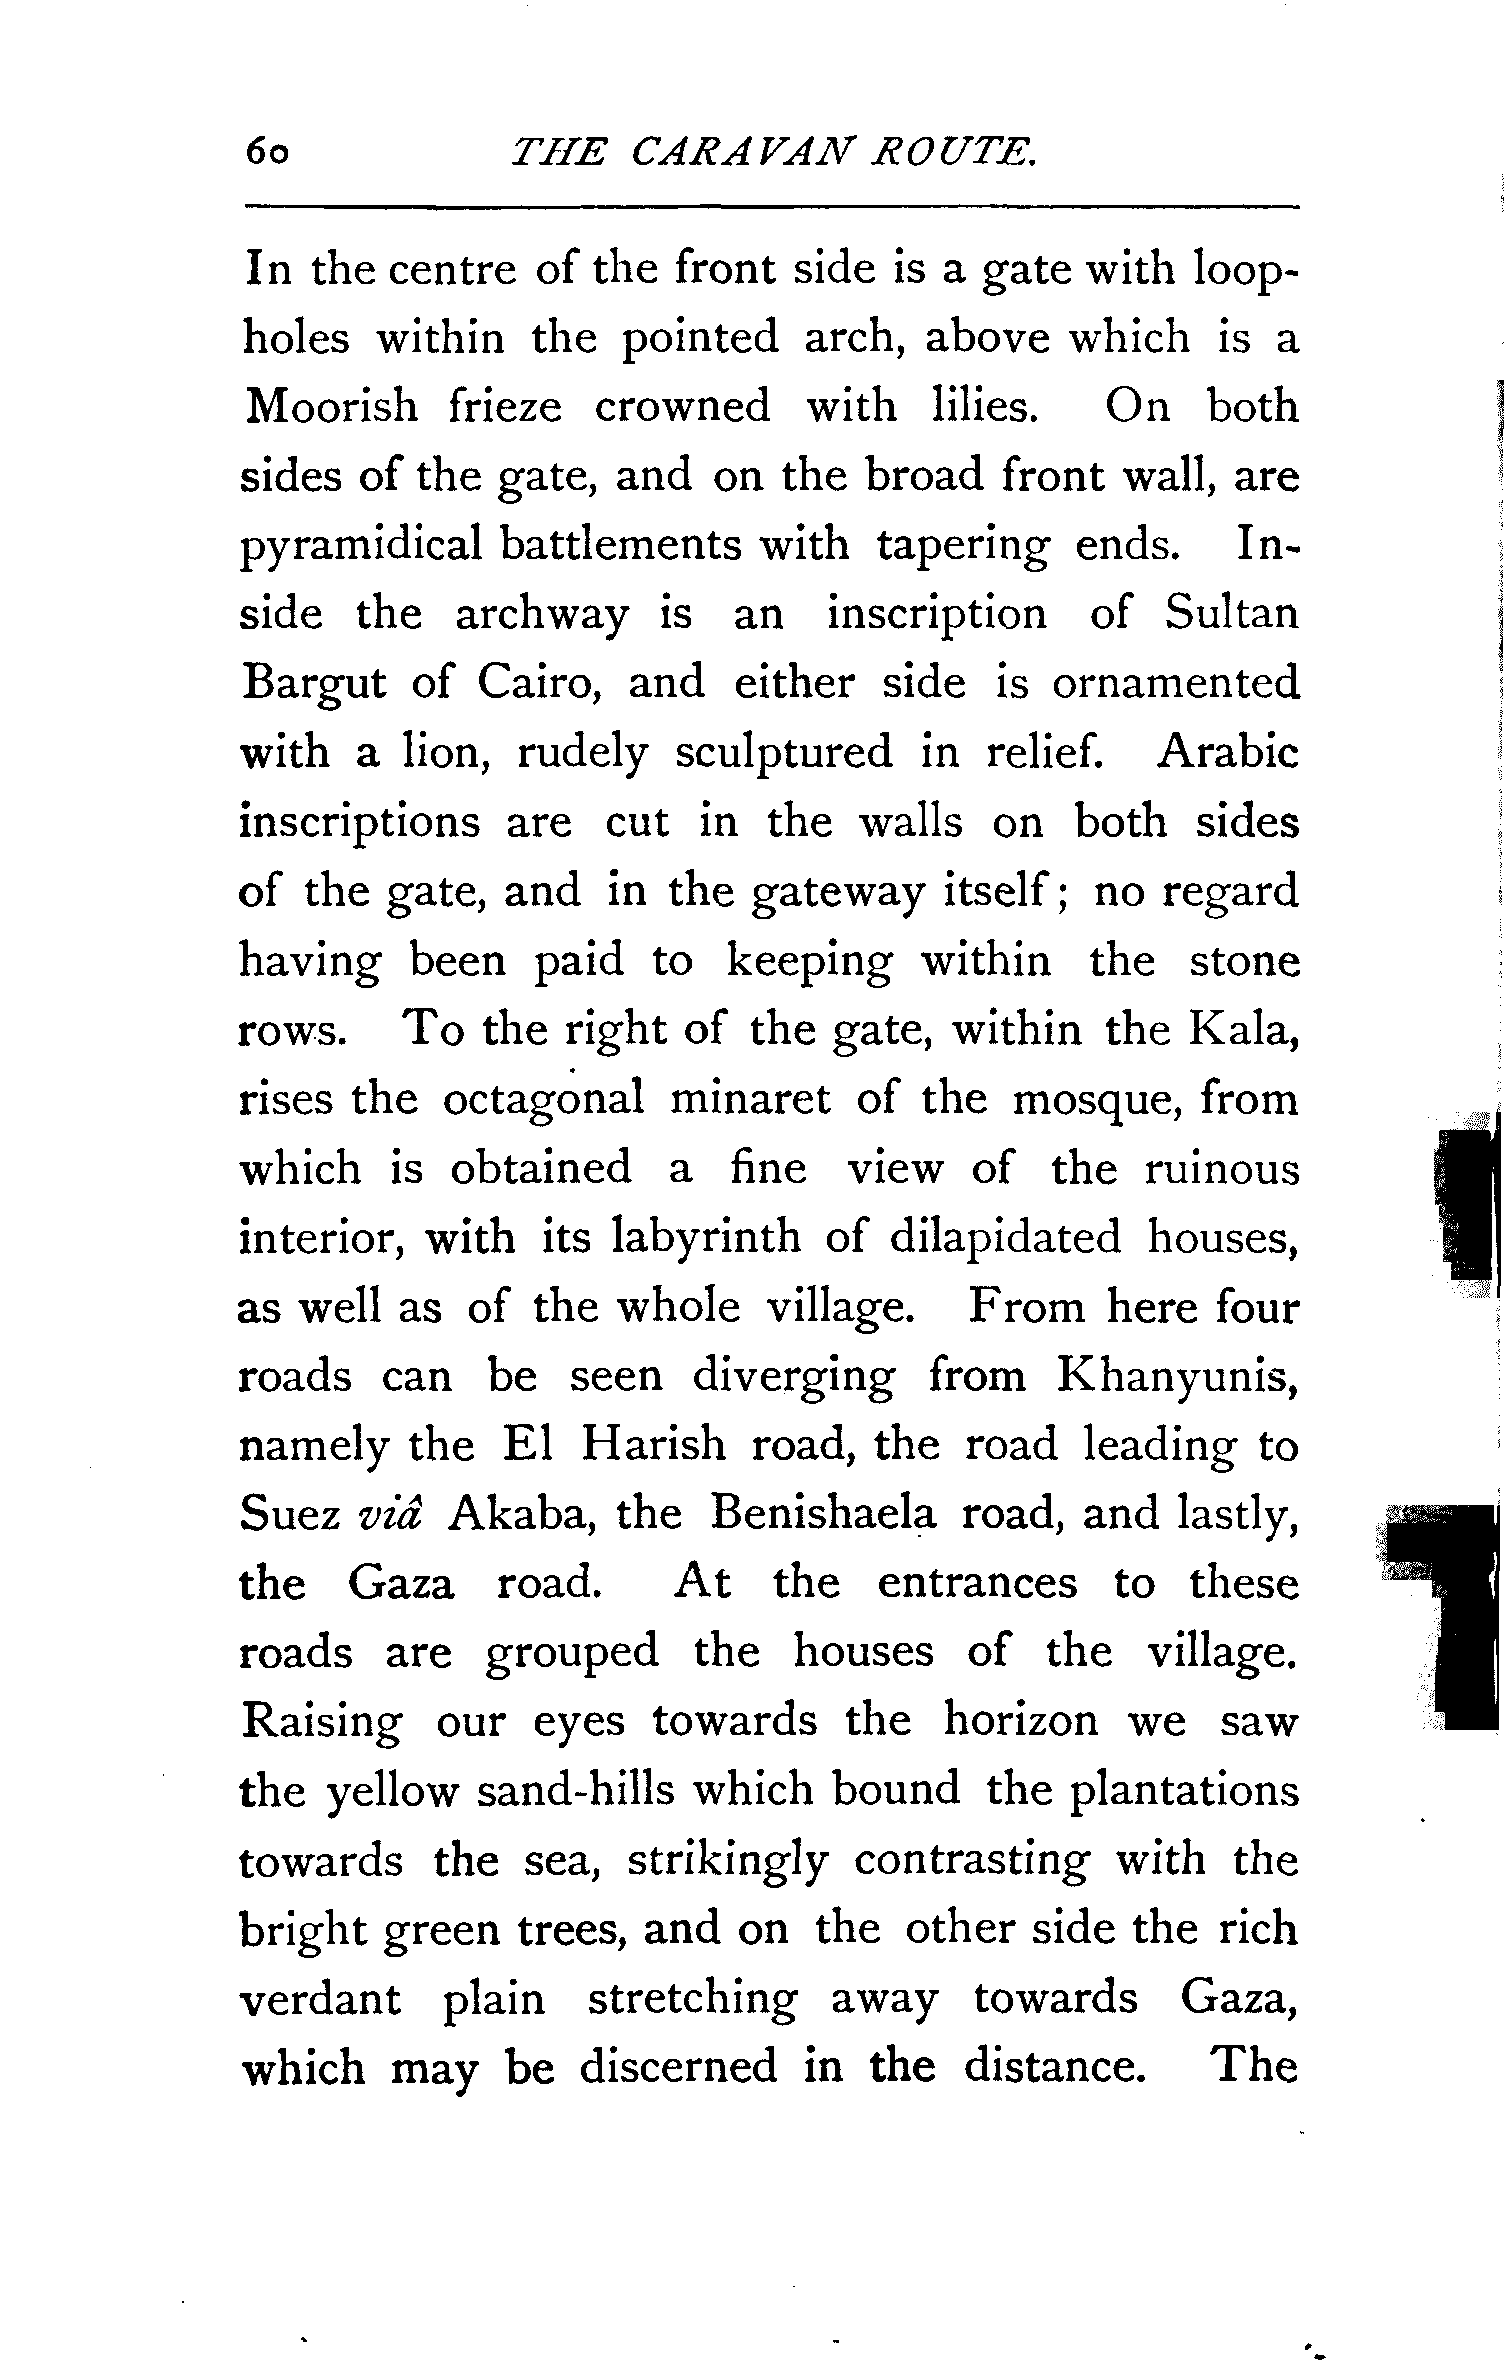 60 THE CARAVAN ROUTE.
In the centre of the front side is a gate with loop-
holes within the pointed arch, above which is a
Moorish frieze crowned with lilies. On both
sides of the gate, and on the broad front wall, are
pyramidical battlements with tapering ends. In-
side the archway is an inscription of Sultan
Bargut of Cairo, and either side is ornamented
with a lion, rudely sculptured in relief. Arabic
inscriptions are cut in the walls on both sides
of the gate, and in the gateway itself; no regard
having been paid to keeping within the stone
rows. To the right of the gate, within the Kala,
rises the octagonal minaret of the mosque, from
which is obtained a fine view of the ruinous
interior, with its labyrinth of dilapidated houses,
as well as of the whole village. From here four
roads can be seen diverging from Khanyunis,
namely the El Harish road, the road leading to
Suez viâ Akaba, the Benishaela road, and lastly,
the Gaza road. At the entrances to these
roads are grouped the houses of the village.
Raising our eyes towards the horizon we saw
the yellow sand-hills which bound the plantations
towards the sea, strikingly contrasting with the
bright green trees, and on the other side the rich
verdant plain stretching away towards Gaza,
which may be discerned in the distance. The